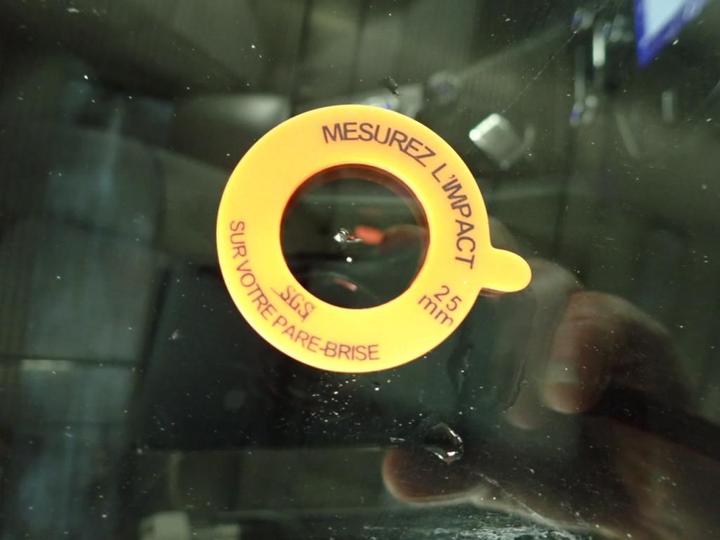 MESUREZ L'IMPACT
25
mm
SUR VOTRE PARE-BRISE
SGS